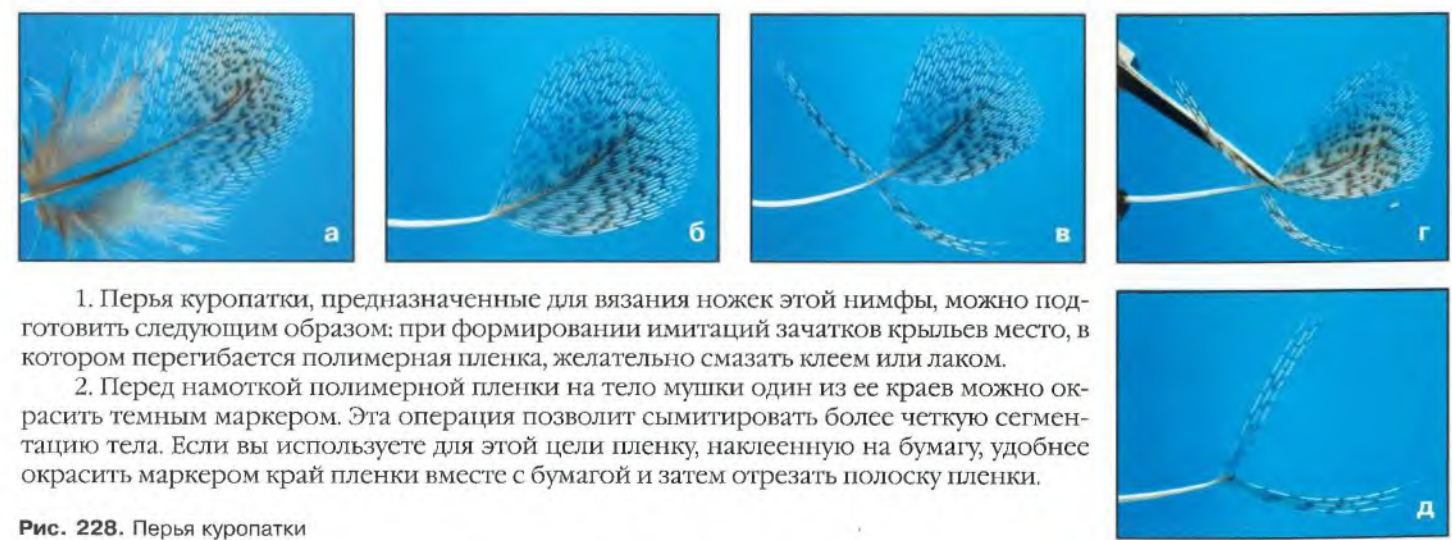 а
б
в
г
1. Перья куропатки, предназначенные для вязания ножек этой нимфы, можно под-
готовить следующим образом: при формировании имитаций зачатков крыльев место, в
котором перегибается полимерная пленка, желательно смазать клеем или лаком.
2. Перед намоткой полимерной пленки на тело мушки один из ее краев можно ок-
расить темным маркером. Эта операция позволит сымитировать более четкую сегмен-
тацию тела. Если вы используете для этой цели пленку, наклеенную на бумагу, удобнее
окрасить маркером край пленки вместе с бумагой и затем отрезать полоску пленки.
д
Рис. 228. Перья куропатки